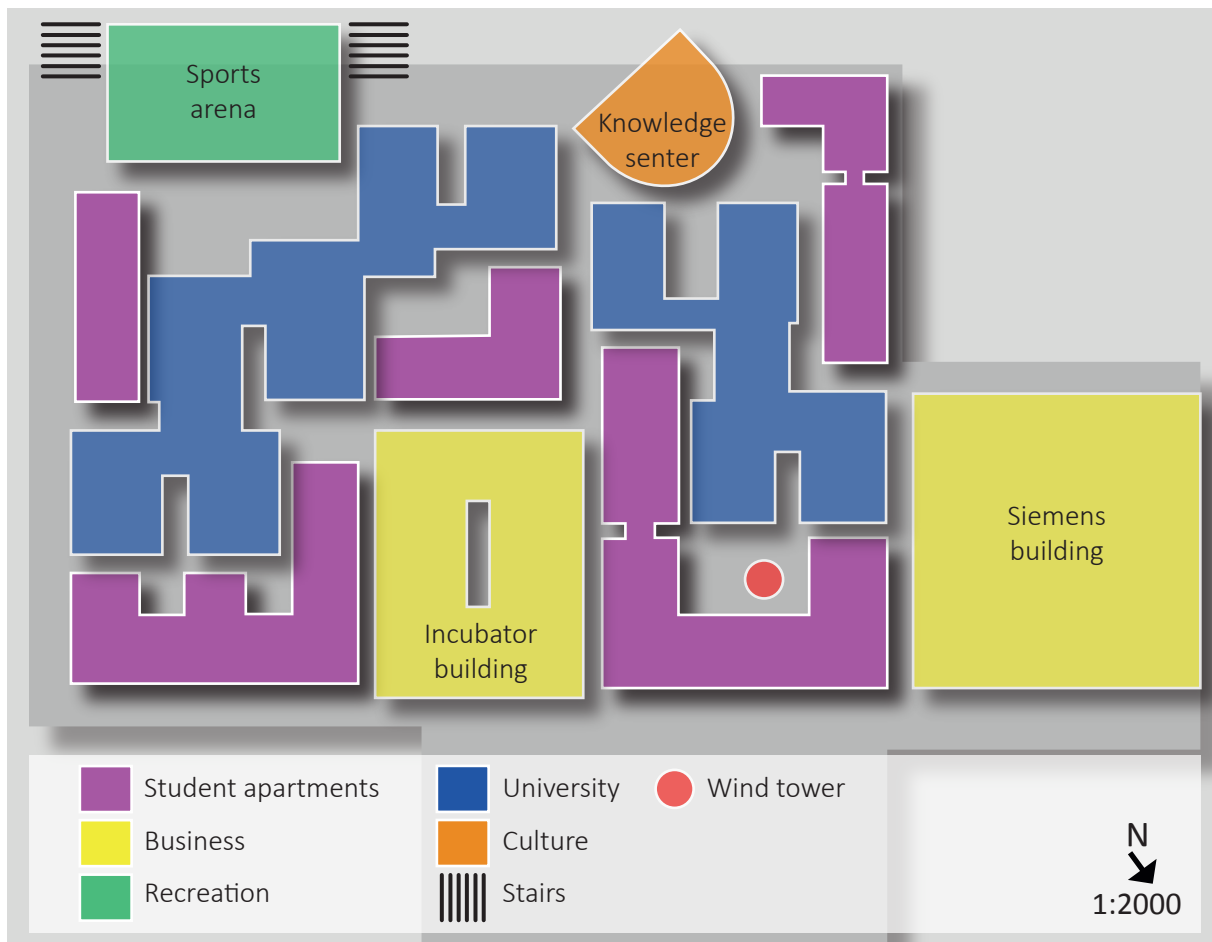 Sports
arena
Knowledge
senter
Siemens
building
Incubator
building
Student apartments
University
Wind tower
Business
Culture
Recreation
Stairs
N
1:2000